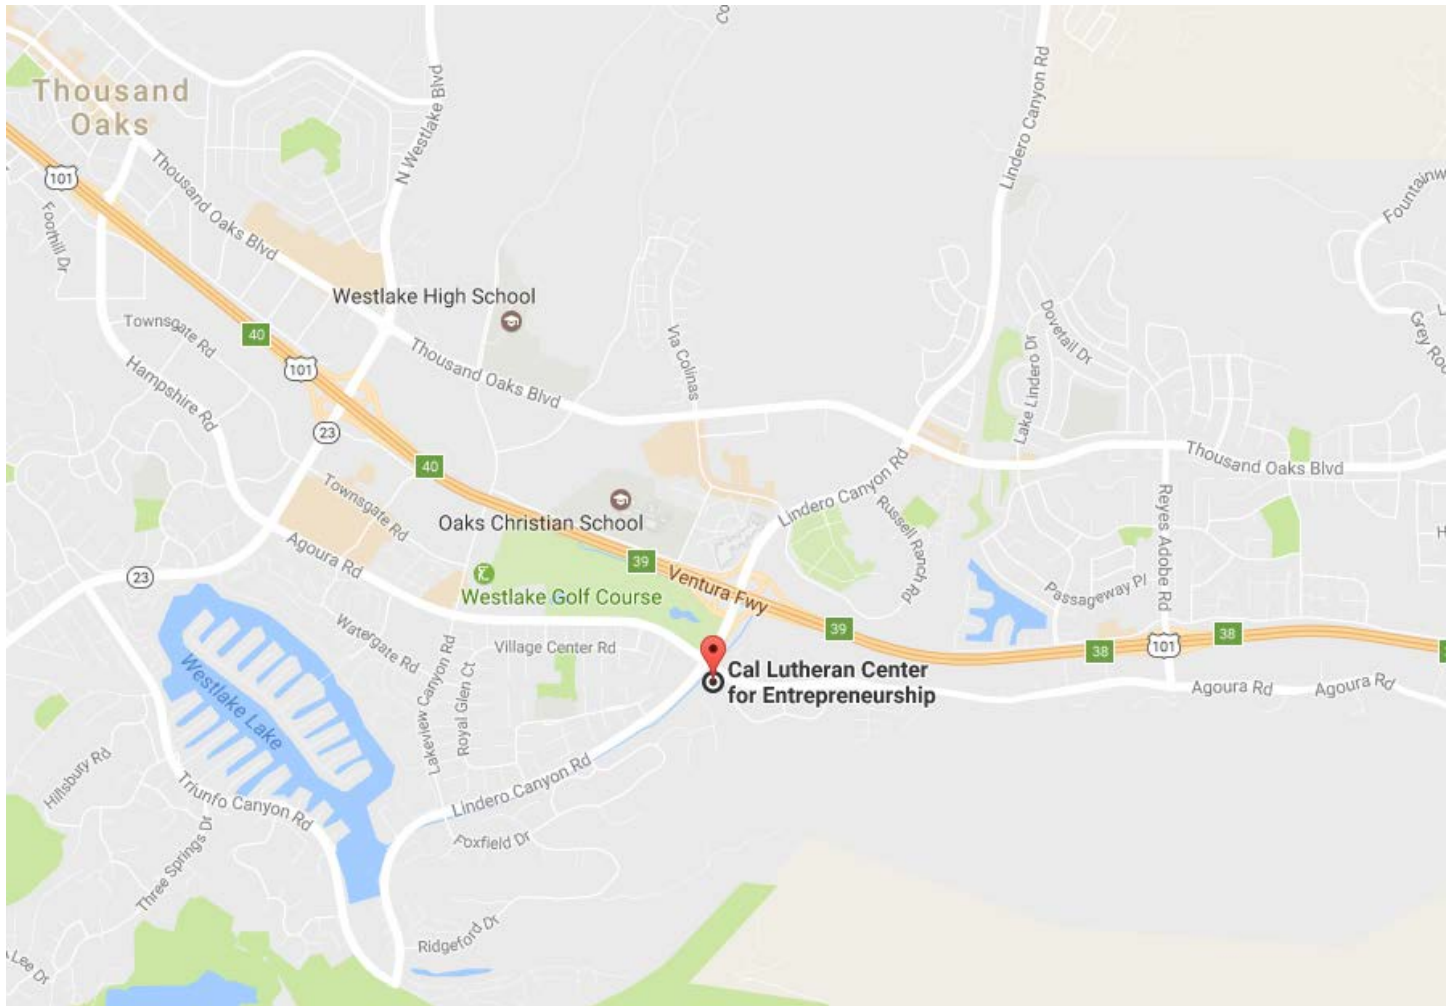 Co
Thousand
Oaks
N Westlake Blvd
Lindero Canyon Rd
101
Foothill Dr
Thousand Oaks Blvd
Fountainw
Westlake High School
Dovetail Dr
Townsgate Rd
40
Via Colinas
Lake Lindero Dr
Grey Roc
L
101
Thousand Oaks Blvd
Hampshire Rd
23
Thousand Oaks Blvd
40
Lindero Canyon Rd
Townsgate Rd
Oaks Christian School
Russell Ranch Rd
Reyes Adobe Rd
H
Agoura Rd
39
Ventura Fwy
23
Westlake Golf Course
Passageway Pl
Watergate Rd
Village Center Rd
39
38
101
38
3
Cal Lutheran Center
for Entrepreneurship
Agoura Rd
Agoura Rd
Westlake Lake
Lakeview Canyon Rd
Royal Glen Ct
Hillsbury Rd
Triunfo Canyon Rd
Lindero Canyon Rd
Foxfield Dr
Three Springs Dr
Ridgeford Dr
Lee Dr